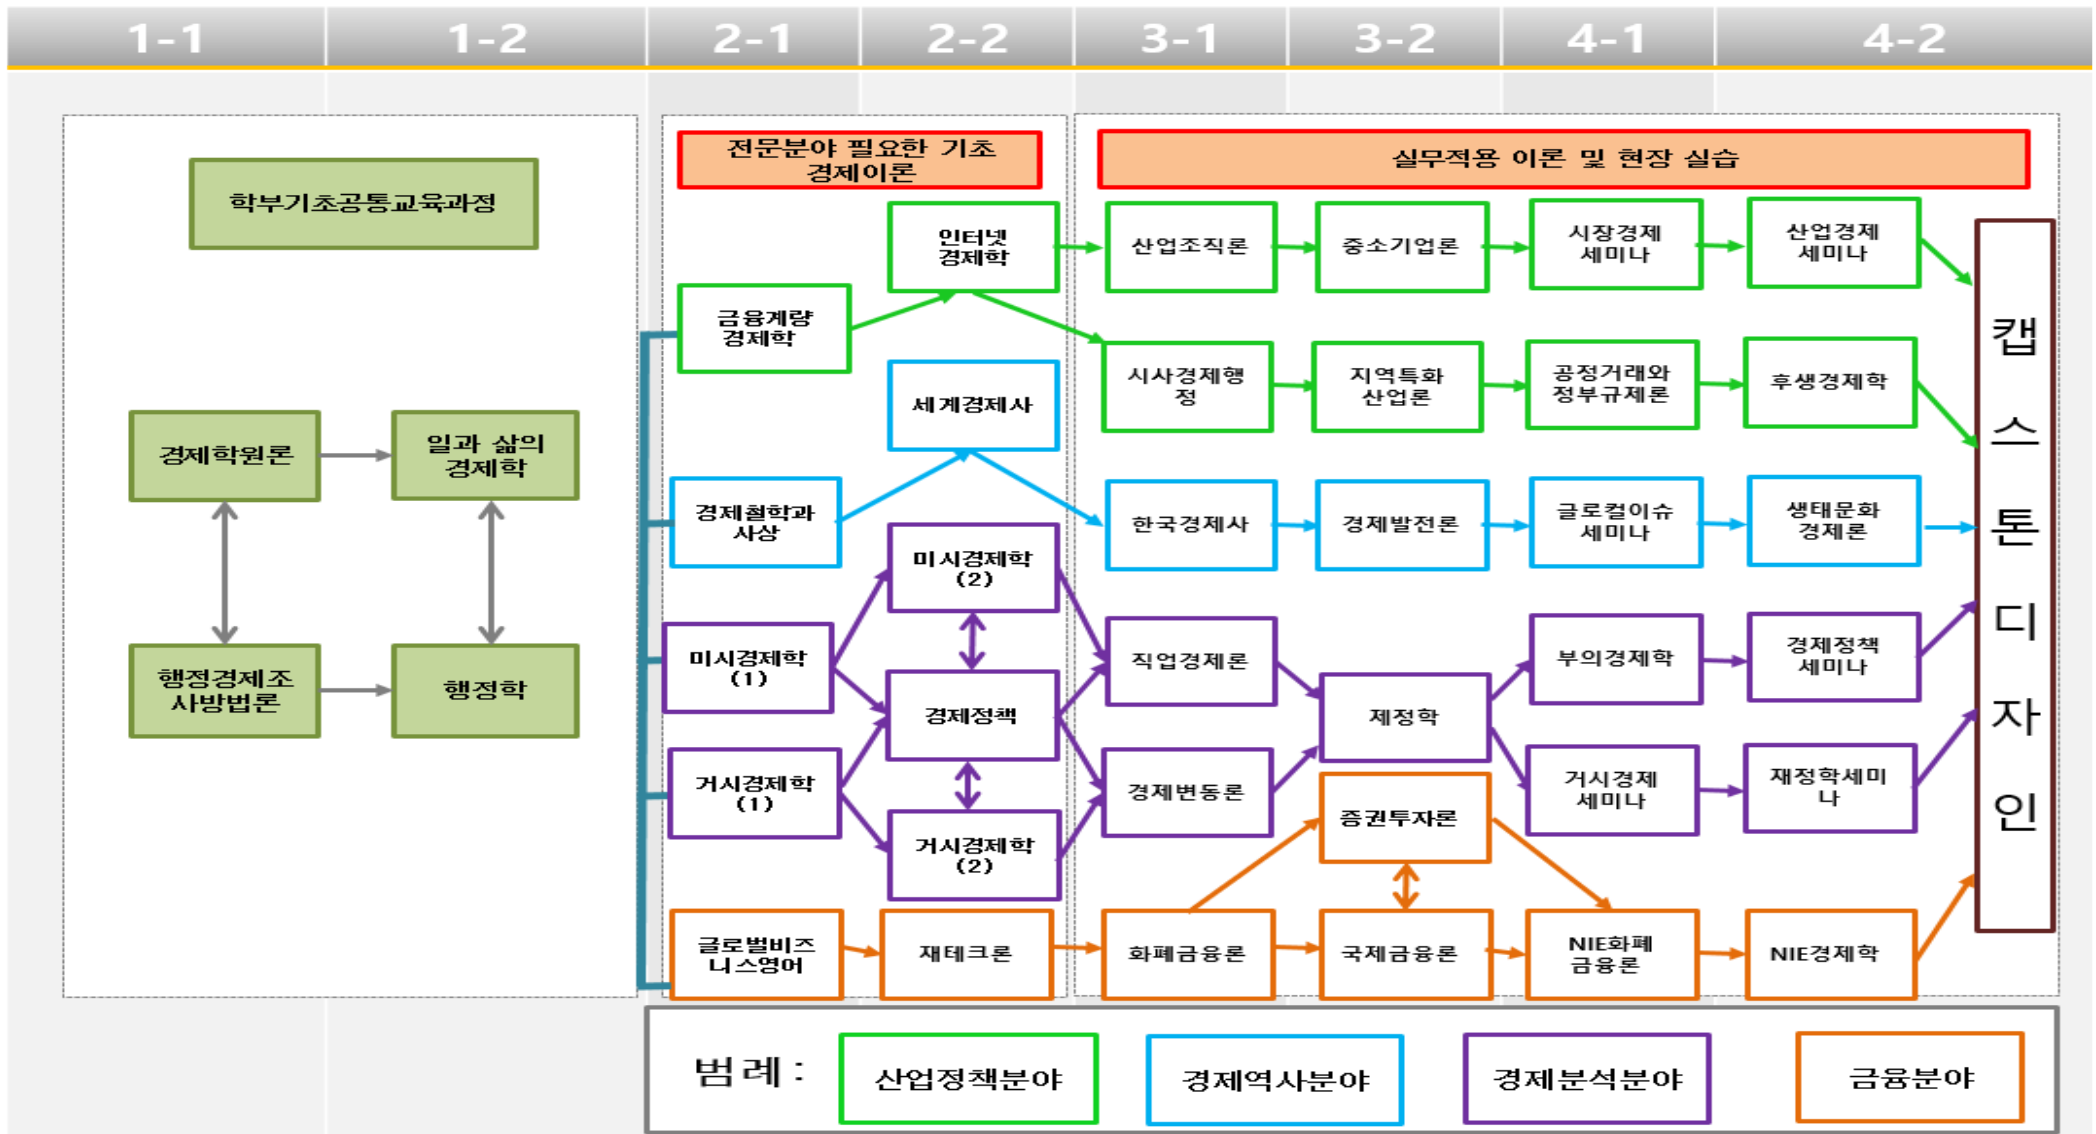 1-1
1-2
2-1
2-2
3-1
3-2
4-1
4-2
학부기초공통교육과정
경제학원론
일과 삶의
경제학
행정경제조
사방법론
행정학
전문분야 필요한 기초
경제이론
금융계량
경제학
인터넷
경제학
세계경제사
경제철학과
사상
미시경제학
(2)
미시경제학
(1)
경제정책
거시경제학
(1)
거시경제학
(2)
글로벌비즈
니스영어
재테크론
실무적용 이론 및 현장 실습
산업조직론
중소기업론
시장경제
세미나
산업경제
세미나
시사경제행
정
지역특화
산업론
공정거래와
정부규제론
후생경제학
한국경제사
경제발전론
글로컬이슈
세미나
생태문화
경제론
직업경제론
제정학
부의경제학
경제정책
세미나
경제변동론
거시경제
세미나
재정학세미
나
증권투자론
화폐금융론
국제금융론
NIE화폐
금융론
NIE경제학
캡
스
톤
디
자
인
범례 :
산업정책분야
경제역사분야
경제분석분야
금융분야